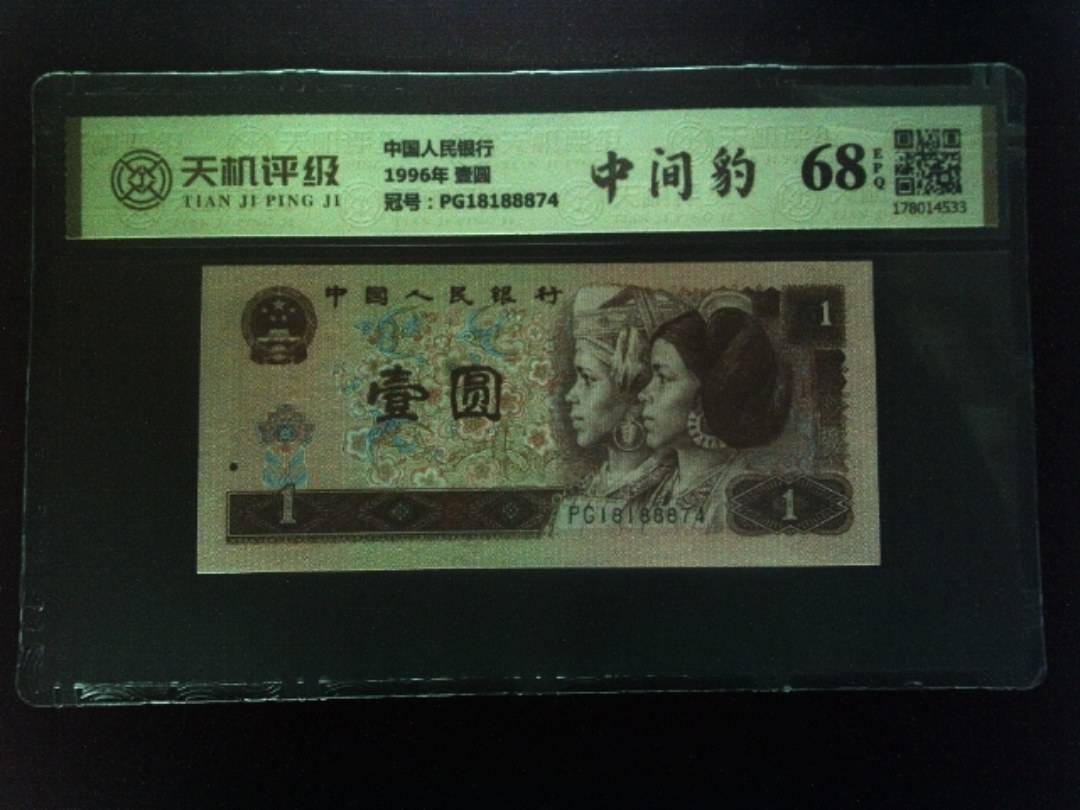 天机评级
TIAN JI PING JI
中国人民银行
1996年 壹圆
冠号：PG18188874
中间豹
68
EPQ
178014533
中国人民银行
1
壹圆
1
PG18188874
1